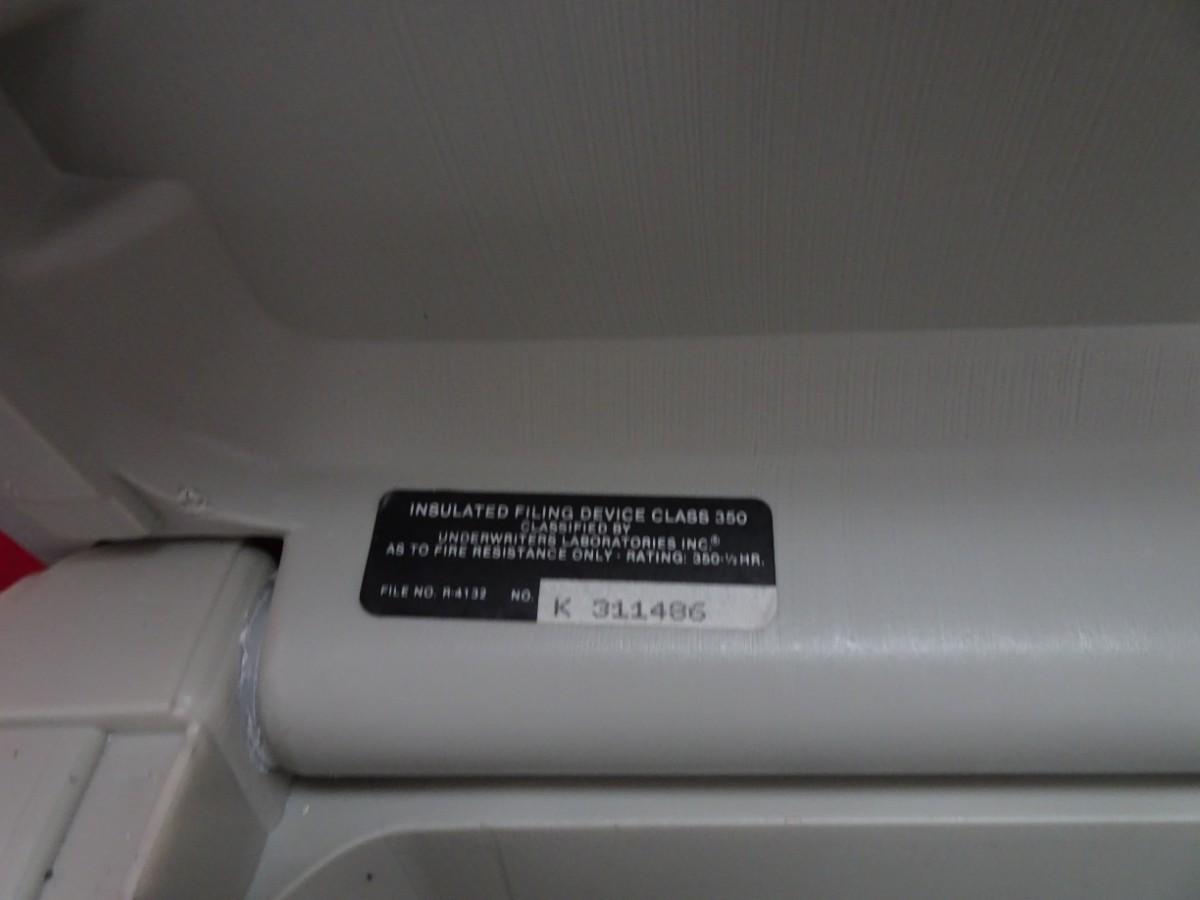 INSULATED FILING DEVICE CLASS 350
CLASSIFIED BY
UNDERWRITERS LABORATORIES INC.®
AS TO FIRE RESISTANCE ONLY · RATING: 350-½ HR.
FILE NO. R-4132 NO. K 311486